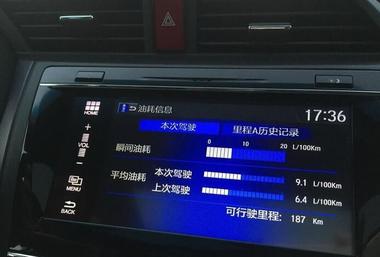 油耗信息
17:36
HOME
本次驾驶 里程A历史记录
0 10 20 L/100Km
瞬间油耗
+
VOL
-
本次驾驶 9.1 L/100Km
平均油耗
上次驾驶 6.4 L/100Km
MENU
可行驶里程: 187 Km
BACK